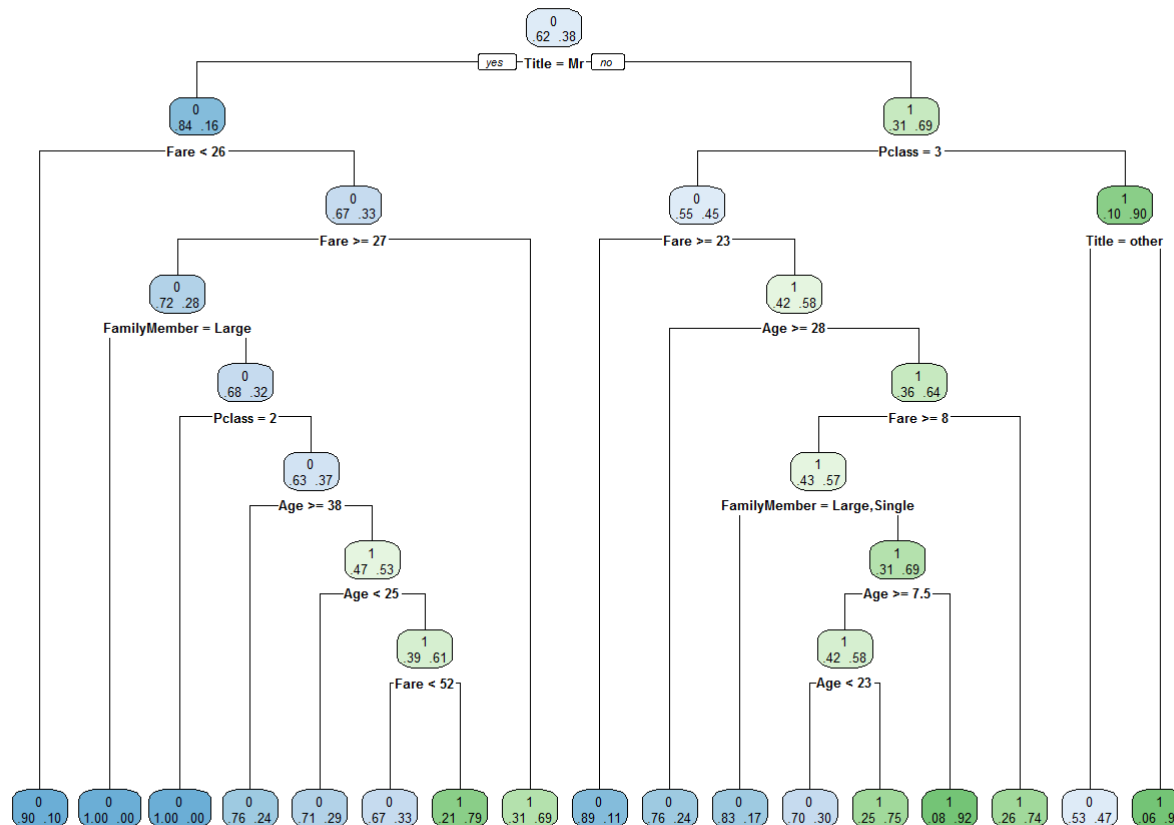 0
.62 .38
yes Title = Mr no
0
.84 .16
1
.31 .69
Fare < 26
Pclass = 3
0
.67 .33
0
.55 .45
1
.10 .90
Fare >= 27
Fare >= 23
Title = other
0
.72 .28
1
.42 .58
FamilyMember = Large
Age >= 28
0
.68 .32
1
.36 .64
Pclass = 2
Fare >= 8
0
.63 .37
1
.43 .57
Age >= 38
FamilyMember = Large,Single
1
.47 .53
1
.31 .69
Age < 25
Age >= 7.5
1
.39 .61
1
.42 .58
Fare < 52
Age < 23
0 0 0 0 0 0 1 1 0 0 0 0 1 1 1 0 1
90 .10 1.00 .00 1.00 .00 .76 .24 .71 .29 .67 .33 .21 .79 .31 .69 .89 .11 .76 .24 .83 .17 .70 .30 .25 .75 08 .92 .26 .74 .53 .47 06